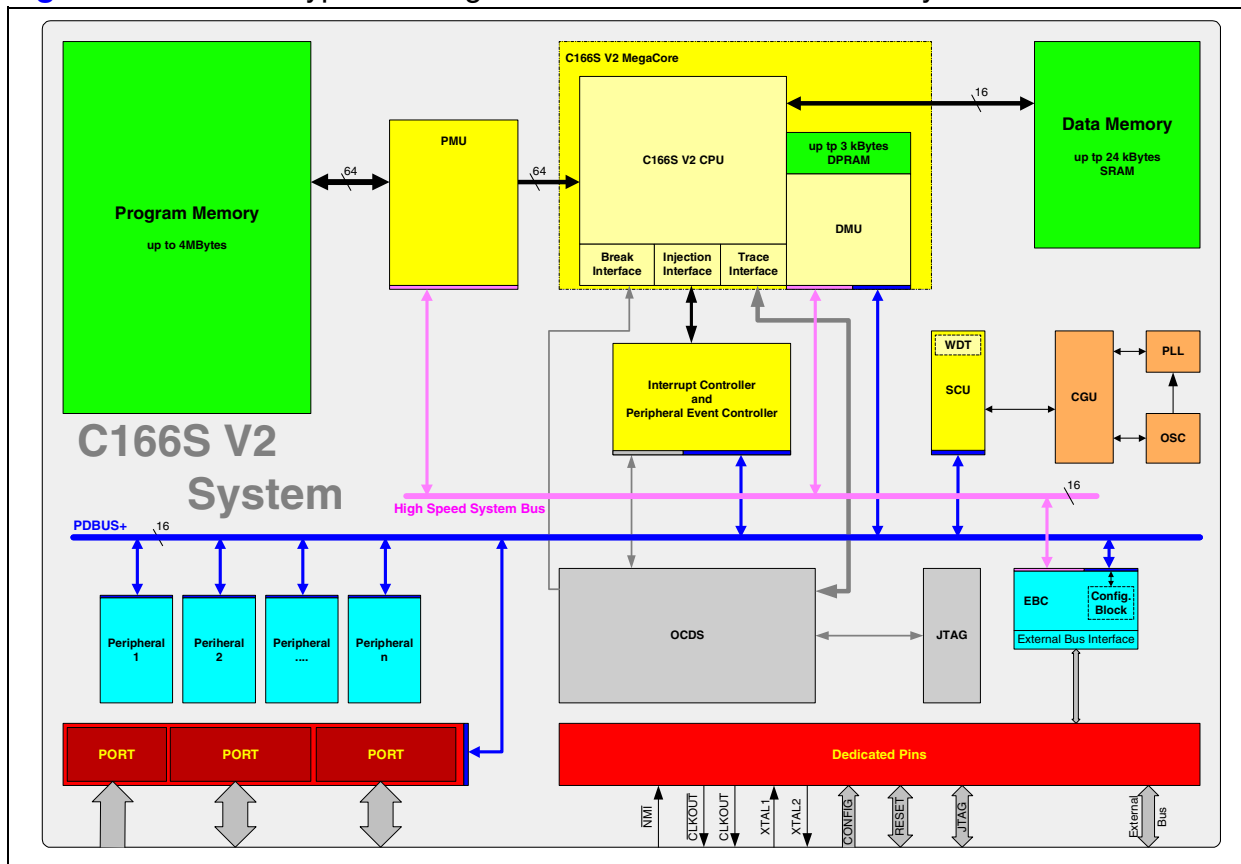 C166S V2 MegaCore
16
Data Memory
up tp 24 kBytes
SRAM
PMU
C166S V2 CPU
up tp 3 kBytes
DPRAM
64
64
Program Memory
up to 4MBytes
DMU
Break
Interface
Injection
Interface
Trace
Interface
WDT
SCU
CGU
PLL
OSC
Interrupt Controller
and
Peripheral Event Controller
C166S V2
System
16
High Speed System Bus
PDBUS+
16
Peripheral
1
Periheral
2
Peripheral
....
Peripheral
n
OCDS
JTAG
EBC
Config.
Block
External Bus Interface
PORT
PORT
PORT
Dedicated Pins
NMI
CLKOUT
CLKOUT
XTAL1
XTAL2
CONFIG
RESET
JTAG
External
Bus